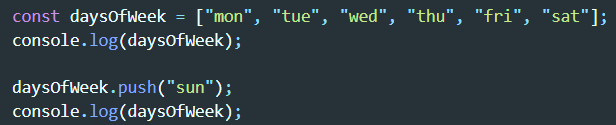 const daysOfWeek = ["mon", "tue", "wed", "thu", "fri", "sat"];
console.log(daysOfWeek);
daysOfWeek.push("sun");
console.log(daysOfWeek);